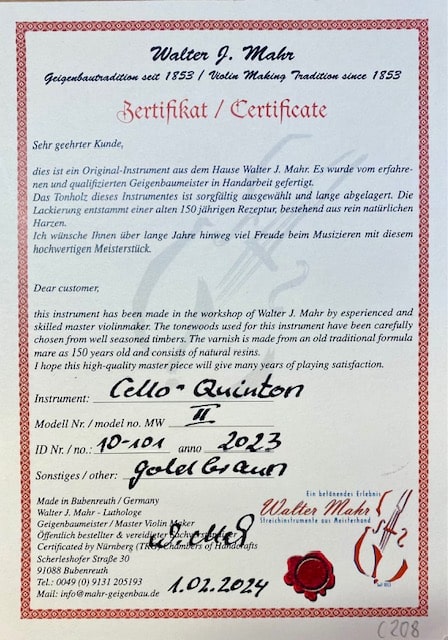 Walter J. Mahr
Geigenbautradition seit 1853 / Violin Making Tradition since 1853
Zertifikat / Certificate
Sehr geehrter Kunde,
dies ist ein Original-Instrument aus dem Hause Walter J. Mahr. Es wurde vom erfahre-
nen und qualifizierten Geigenbaumeister in Handarbeit gefertigt.
Das Tonholz dieses Instrumentes ist sorgfältig ausgewählt und lange abgelagert. Die
Lackierung entstammt einer alten 150 jährigen Rezeptur, bestehend aus rein natürlichen
Harzen.
Ich wünsche Ihnen über lange Jahre hinweg viel Freude beim Musizieren mit diesem
hochwertigen Meisterstück.
Dear customer,
this instrument has been made in the workshop of Walter J. Mahr by esperienced and
skilled master violinmaker. The tonewoods used for this instrument have been carefully
chosen from well seasoned timbers. The varnish is made from an old traditional formula
mare as 150 years old and consists of natural resins.
I hope this high-quality master piece will give many years of playing satisfaction.
Instrument: Cello-Quinton
Modell Nr. / model no. MW II
ID Nr. / no.: 10-101 anno 2023
Sonstiges / other: goldbraun
Made in Bubenreuth / Germany
Walter J. Mahr - Luthologe
Geigenbaumeister / Master Violin Maker
Öffentlich bestellter & vereidigter Sachverständiger
Certificated by Nürnberg (TRA) Chambers of Handcrafts
Scherleshofer Straße 30
91088 Bubenreuth
Tel.: 0049 (0) 9131 205193
Mail: info@mahr-geigenbau.de
1.02.2024
Ein belönendes Erlebnis
Walter Mahr
Streichinstrumente aus Meisterhand
C 208